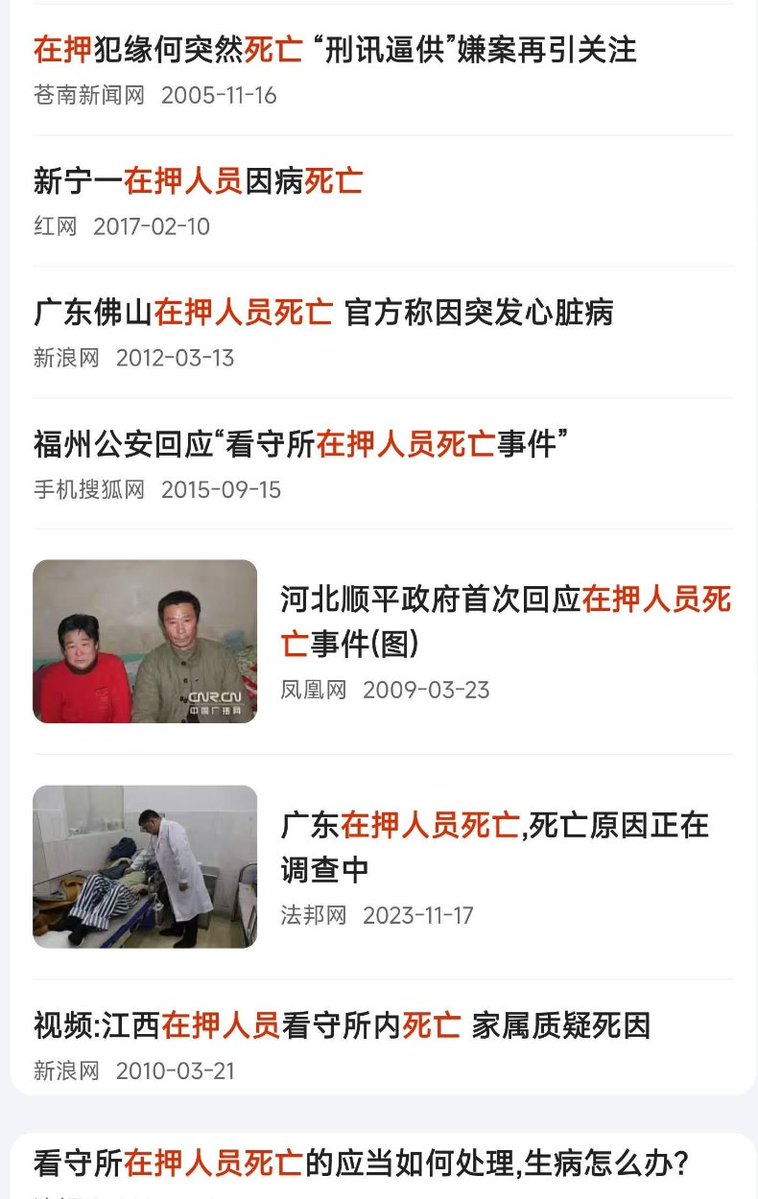 在押犯缘何突然死亡 “刑讯逼供”嫌案再引关注
苍南新闻网 2005-11-16
新宁一在押人员因病死亡
红网 2017-02-10
广东佛山在押人员死亡 官方称因突发心脏病
新浪网 2012-03-13
福州公安回应“看守所在押人员死亡事件”
手机搜狐网 2015-09-15
河北顺平政府首次回应在押人员死
亡事件(图)
凤凰网 2009-03-23
CNR.CN
中国广播网
广东在押人员死亡,死亡原因正在
调查中
法邦网 2023-11-17
视频:江西在押人员看守所内死亡 家属质疑死因
新浪网 2010-03-21
看守所在押人员死亡的应当如何处理,生病怎么办?